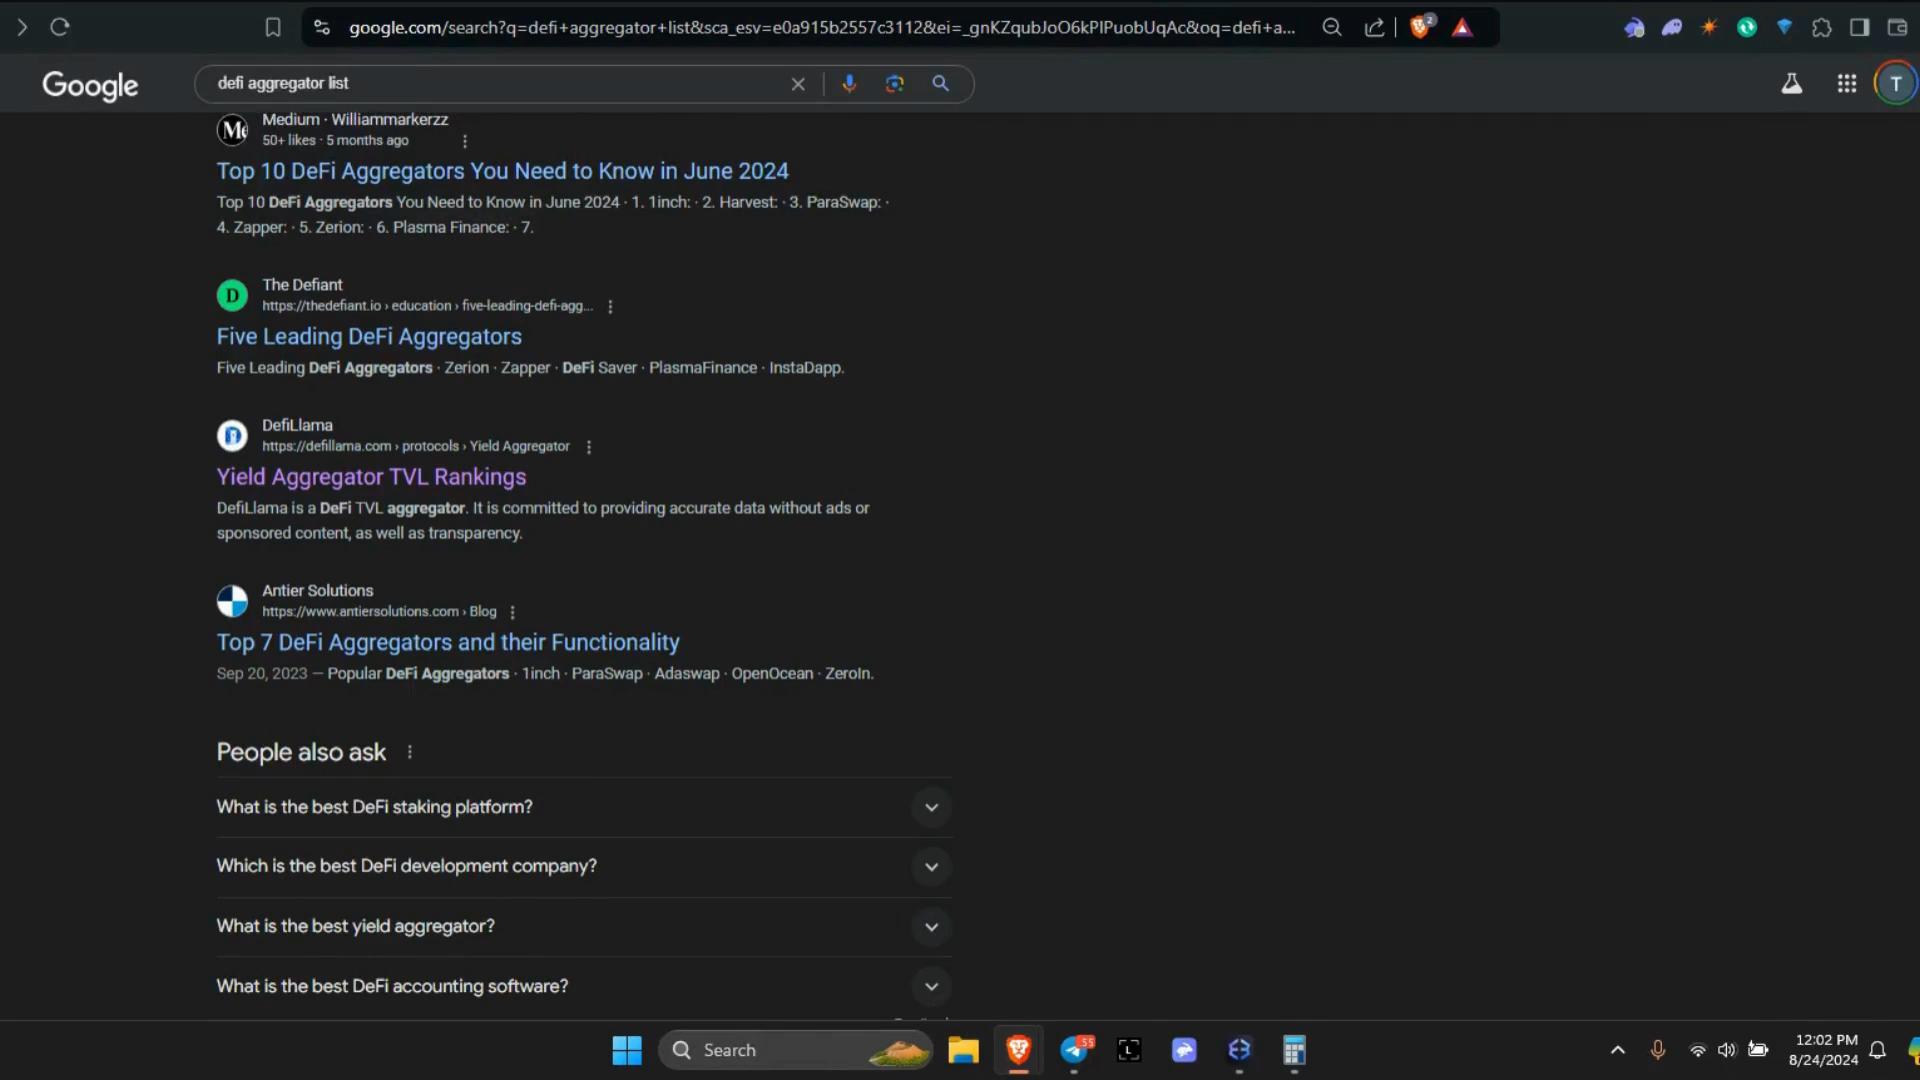 google.com/search?q=defi+aggregator+list&sca_esv=e0a915b2557c3112&ei=_gnKZqubJoO6kPIPuobUqAc&oq=defi+a...
2
Google
defi aggregator list
T
Me
Medium · Williammarkerzz
50+ likes · 5 months ago
Top 10 DeFi Aggregators You Need to Know in June 2024
Top 10 DeFi Aggregators You Need to Know in June 2024 · 1. 1inch: · 2. Harvest: · 3. ParaSwap: ·
4. Zapper: · 5. Zerion: · 6. Plasma Finance: · 7.
D
The Defiant
https://thedefiant.io › education › five-leading-defi-agg...
Five Leading DeFi Aggregators
Five Leading DeFi Aggregators · Zerion · Zapper · DeFi Saver · PlasmaFinance · InstaDapp.
DefiLlama
https://defillama.com › protocols › Yield Aggregator
Yield Aggregator TVL Rankings
DefiLlama is a DeFi TVL aggregator. It is committed to providing accurate data without ads or
sponsored content, as well as transparency.
Antier Solutions
https://www.antiersolutions.com › Blog
Top 7 DeFi Aggregators and their Functionality
Sep 20, 2023 — Popular DeFi Aggregators · 1inch · ParaSwap · Adaswap · OpenOcean · ZeroIn.
People also ask
What is the best DeFi staking platform?
Which is the best DeFi development company?
What is the best yield aggregator?
What is the best DeFi accounting software?
Search
55
L
12:02 PM
8/24/2024